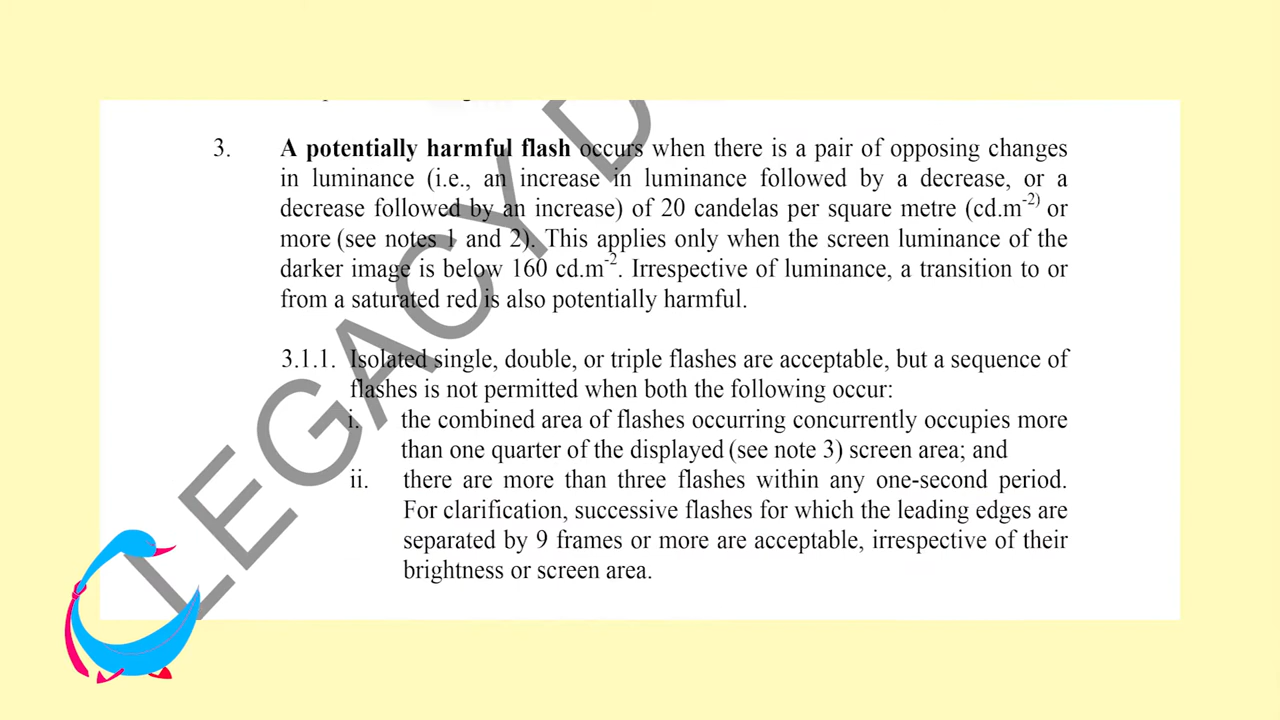 3. A potentially harmful flash occurs when there is a pair of opposing changes
in luminance (i.e., an increase in luminance followed by a decrease, or a
decrease followed by an increase) of 20 candelas per square metre (cd.m-2) or
more (see notes 1 and 2). This applies only when the screen luminance of the
darker image is below 160 cd.m-2. Irrespective of luminance, a transition to or
from a saturated red is also potentially harmful.
3.1.1. Isolated single, double, or triple flashes are acceptable, but a sequence of
flashes is not permitted when both the following occur:
i. the combined area of flashes occurring concurrently occupies more
than one quarter of the displayed (see note 3) screen area; and
ii. there are more than three flashes within any one-second period.
For clarification, successive flashes for which the leading edges are
separated by 9 frames or more are acceptable, irrespective of their
brightness or screen area.
LEGACY D